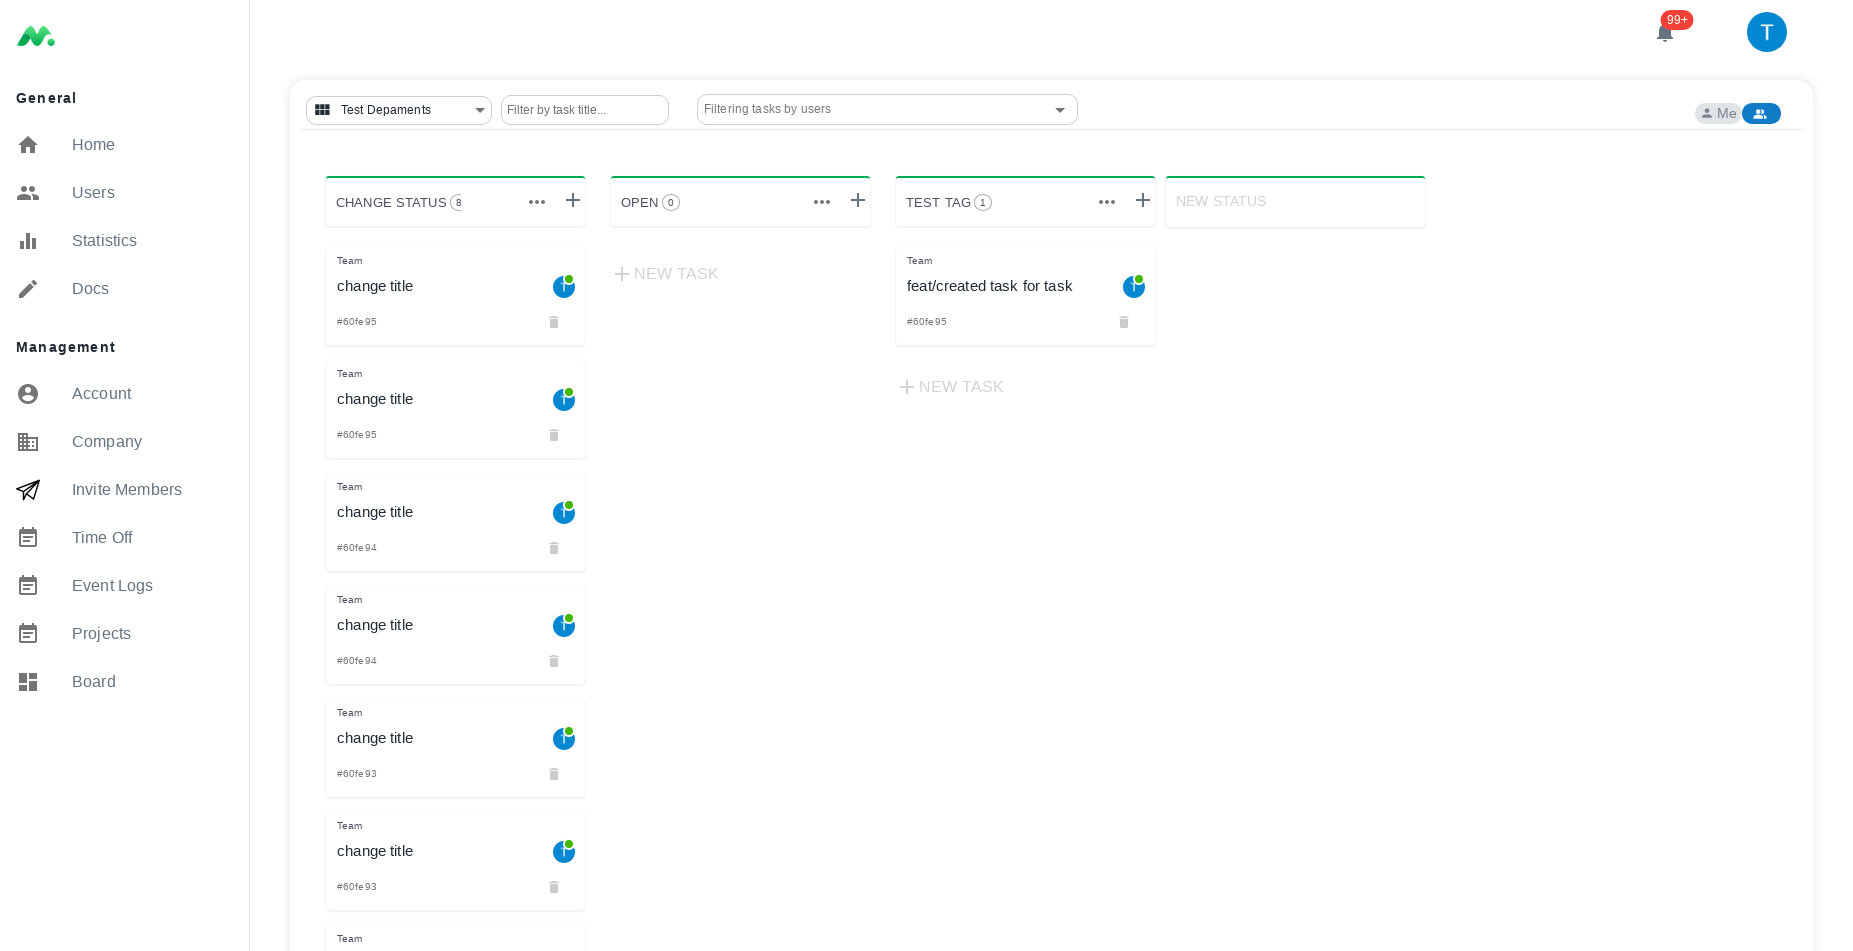 99+
T
General
Home
Users
Statistics
Docs
Management
Account
Company
Invite Members
Time Off
Event Logs
Projects
Board
Test Depaments
Filter by task title...
Filtering tasks by users
Me
CHANGE STATUS 8
OPEN 0
TEST TAG 1
NEW STATUS
Team
change title
T
#60fe95
Team
change title
T
#60fe95
Team
change title
T
#60fe94
Team
change title
T
#60fe94
Team
change title
T
#60fe93
Team
change title
T
#60fe93
Team
NEW TASK
Team
feat/created task for task
T
#60fe95
NEW TASK